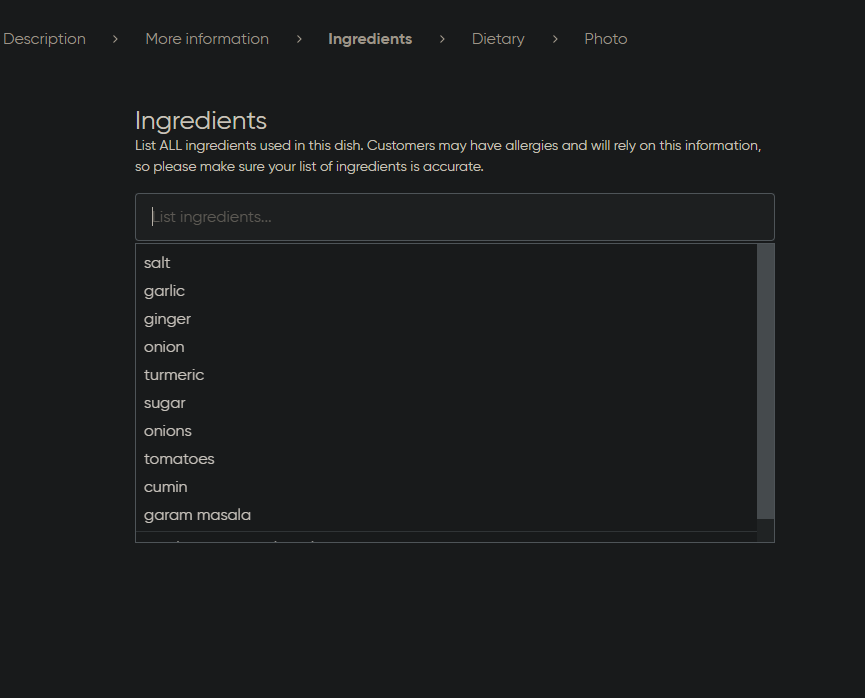 Description > More information > Ingredients > Dietary > Photo
Ingredients
List ALL ingredients used in this dish. Customers may have allergies and will rely on this information,
so please make sure your list of ingredients is accurate.
List ingredients...
salt
garlic
ginger
onion
turmeric
sugar
onions
tomatoes
cumin
garam masala